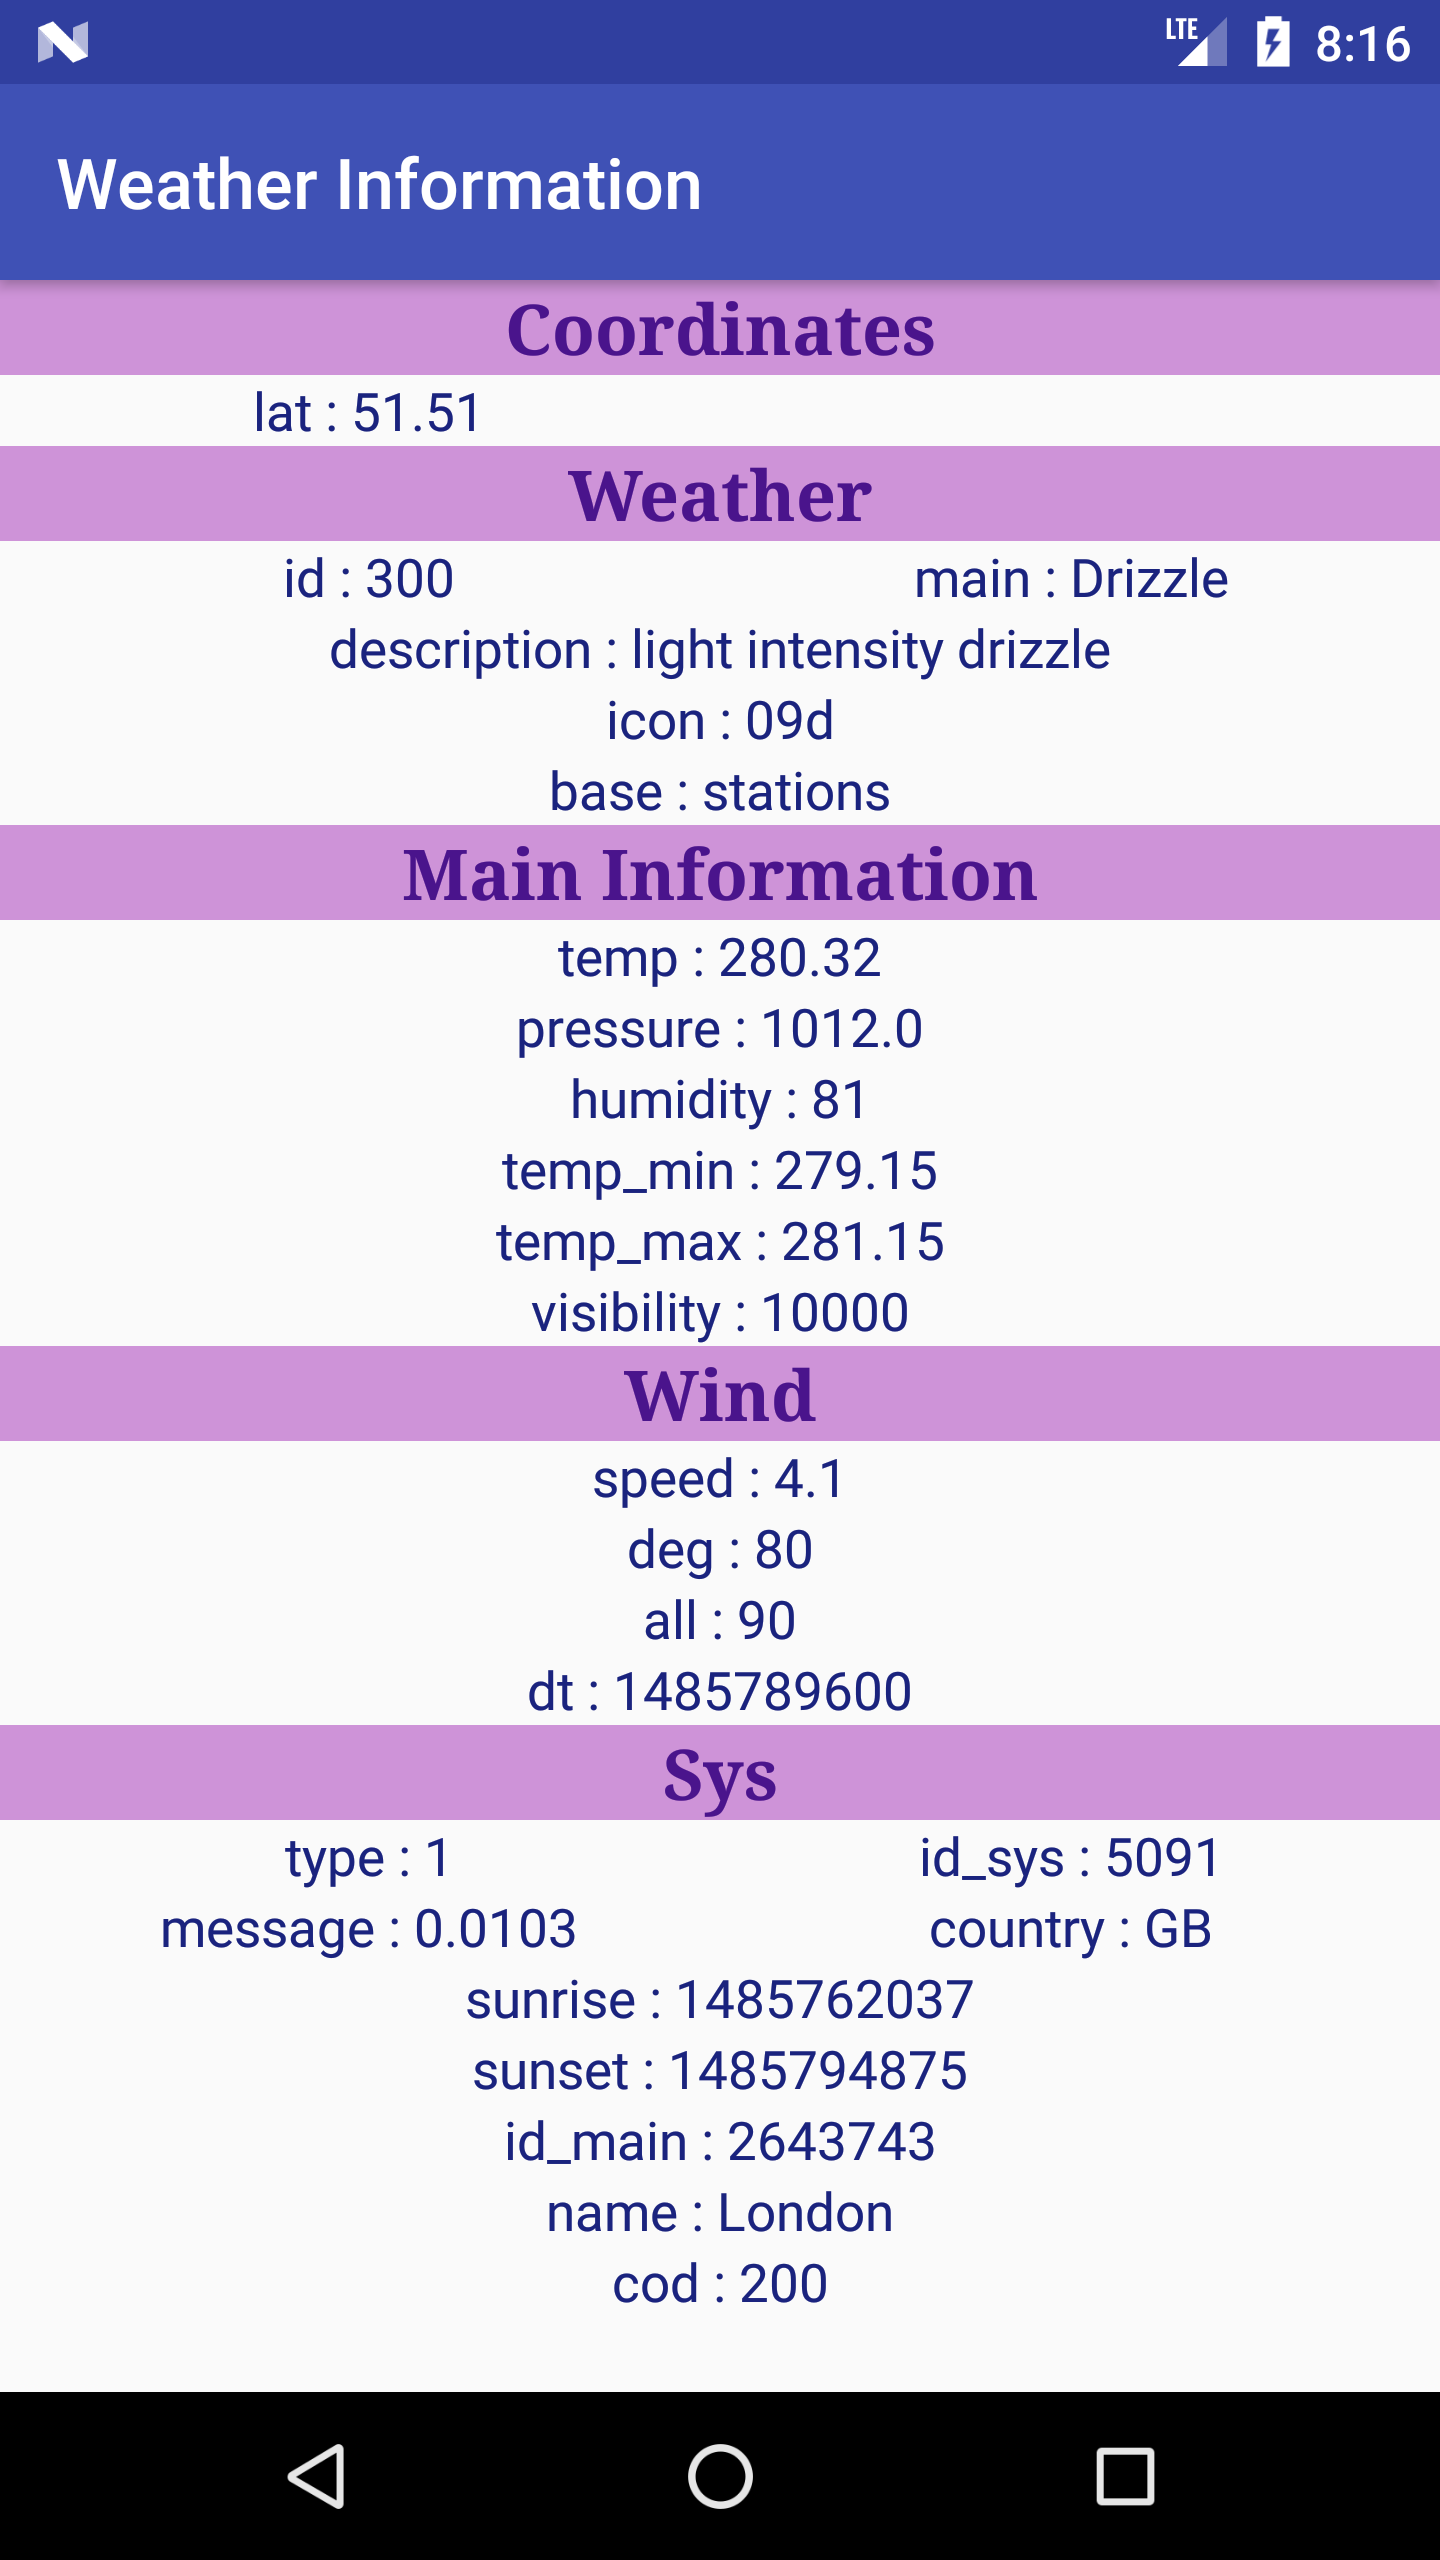 LTE 8:16
Weather Information
Coordinates
lat : 51.51
Weather
id : 300 main : Drizzle
description : light intensity drizzle
icon : 09d
base : stations
Main Information
temp : 280.32
pressure : 1012.0
humidity : 81
temp_min : 279.15
temp_max : 281.15
visibility : 10000
Wind
speed : 4.1
deg : 80
all : 90
dt : 1485789600
Sys
type : 1 id_sys : 5091
message : 0.0103 country : GB
sunrise : 1485762037
sunset : 1485794875
id_main : 2643743
name : London
cod : 200